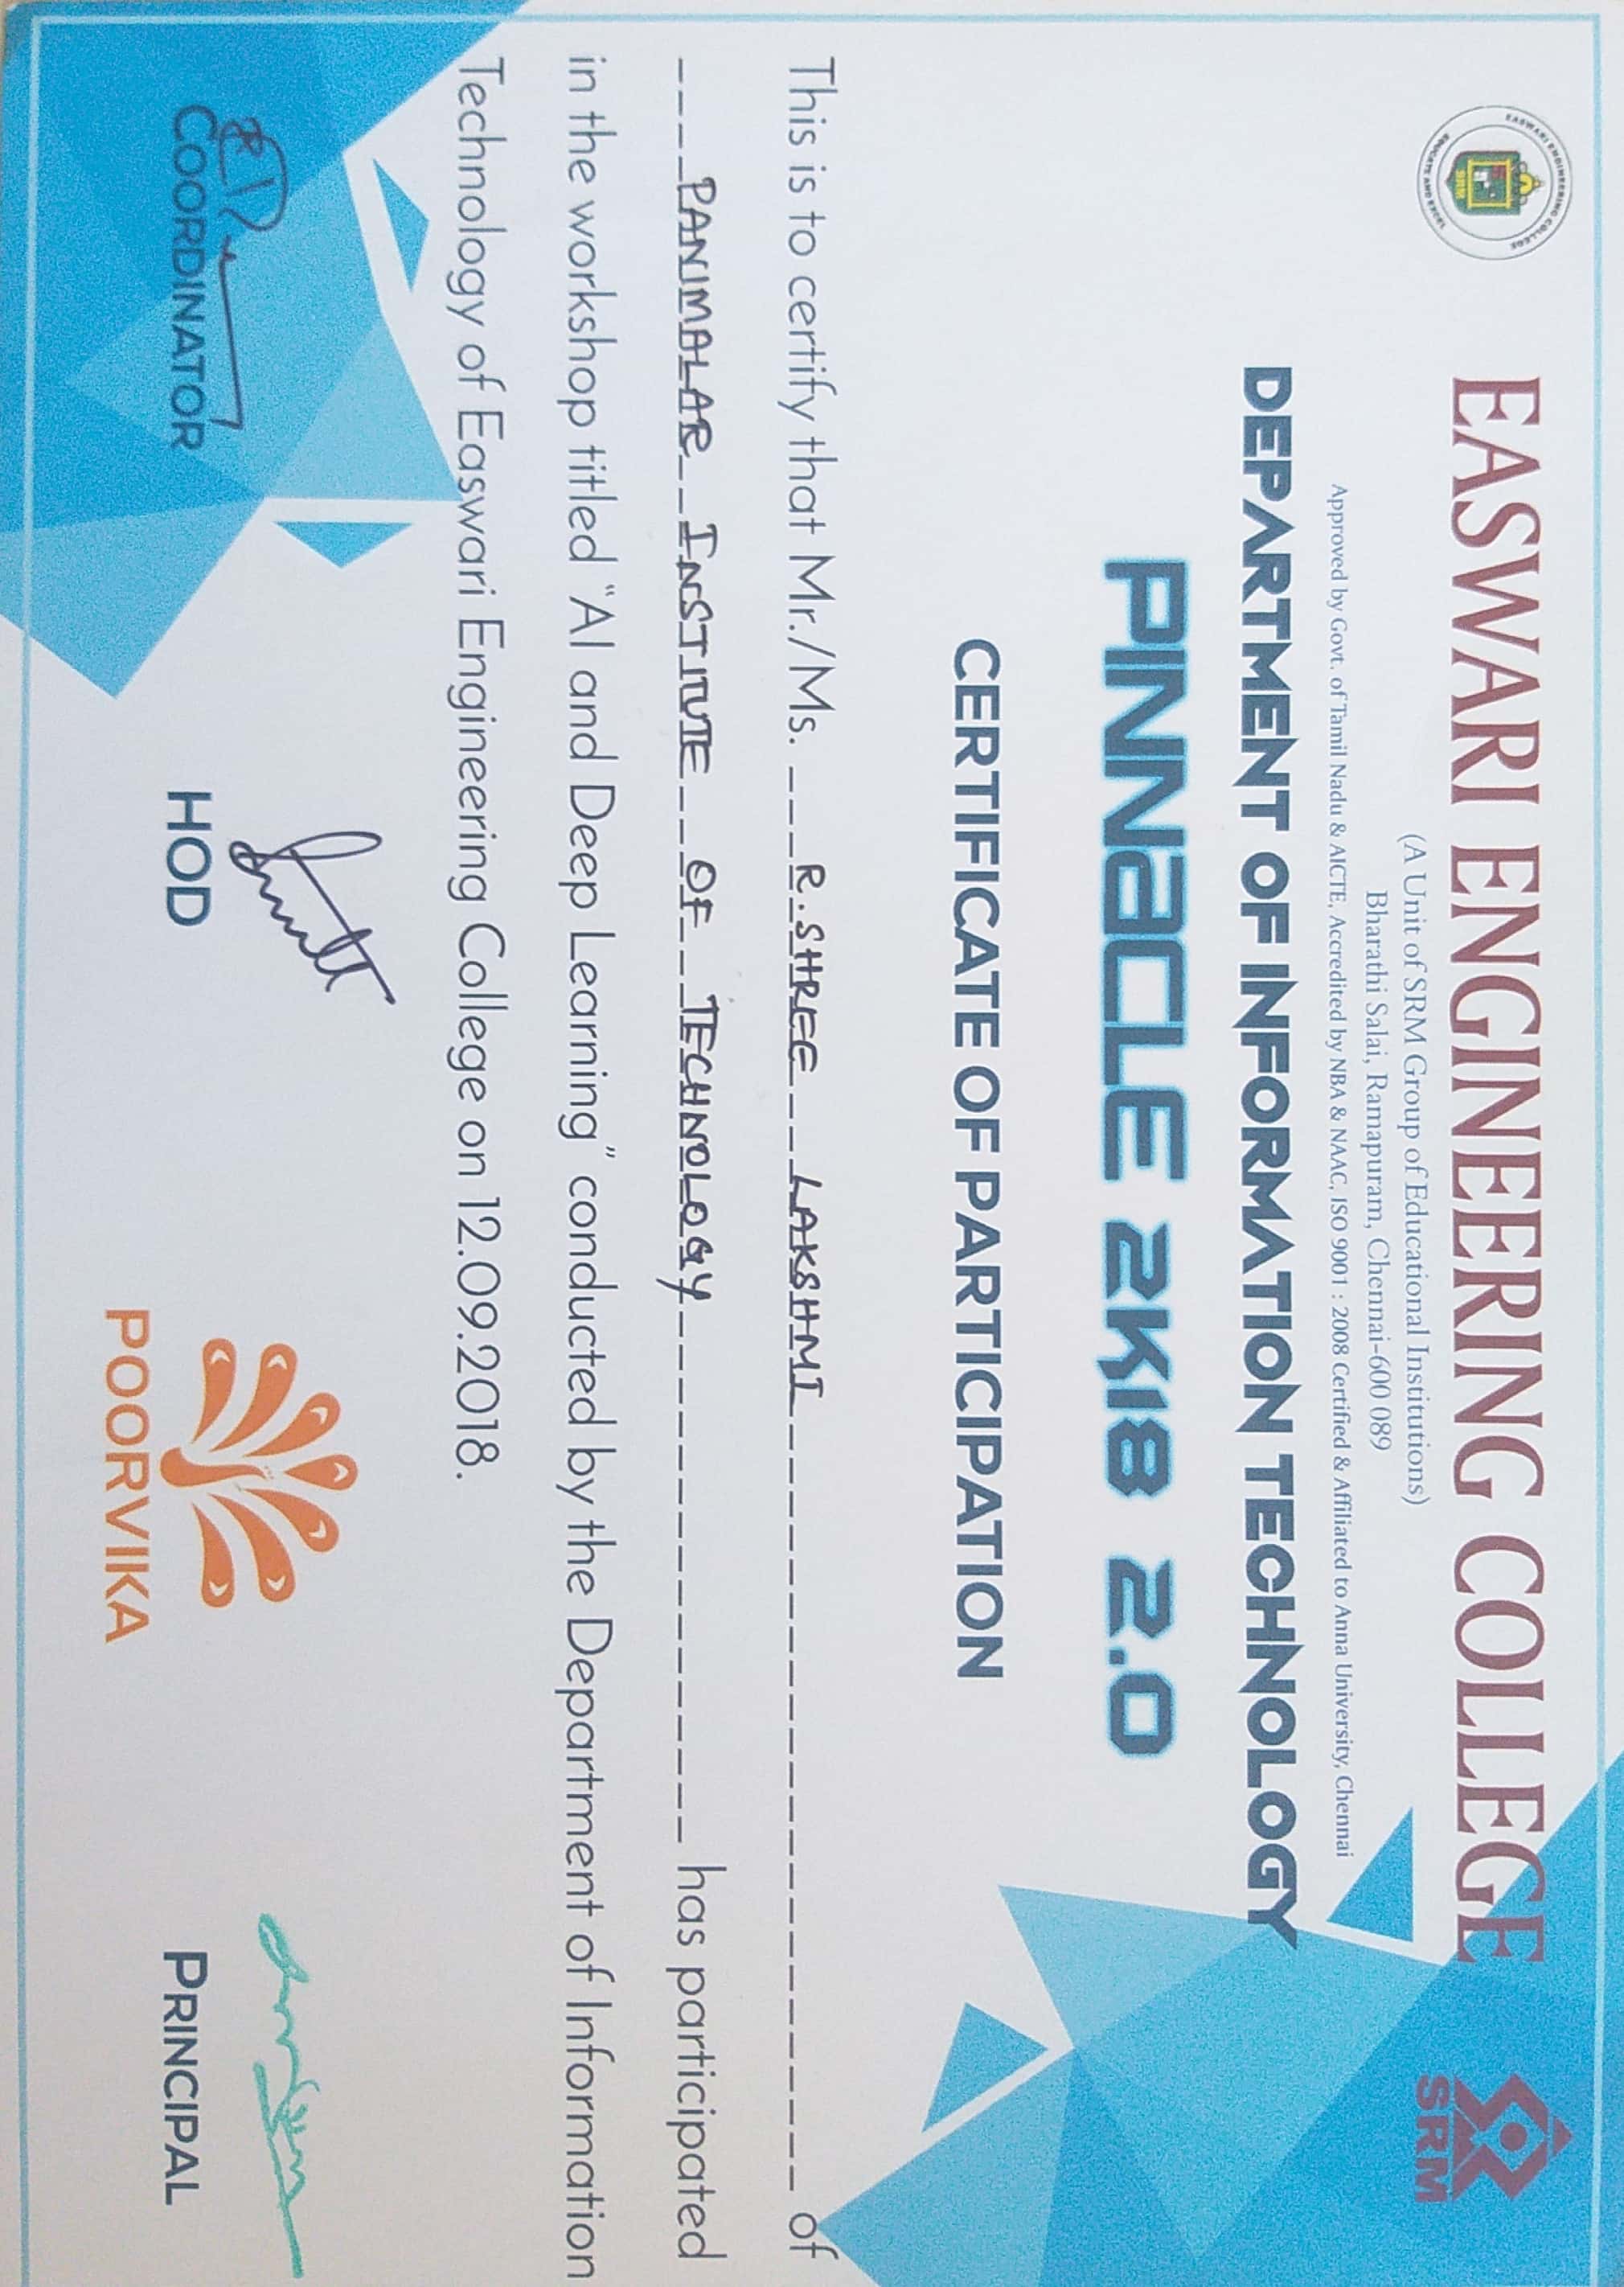 EASWARI ENGINEERING COLLEGE
EDUCATE AND EXCEL
SRM
EASWARI ENGINEERING COLLEGE
SRM
(A Unit of SRM Group of Educational Institutions)
Bharathi Salai, Ramapuram, Chennai-600 089
Approved by Govt. of Tamil Nadu & AICTE, Accredited by NBA & NAAC, ISO 9001 : 2008 Certified & Affiliated to Anna University, Chennai
DEPARTMENT OF INFORMATION TECHNOLOGY
PINNaCLE 2K18 2.0
CERTIFICATE OF PARTICIPATION
This is to certify that Mr./Ms. R. SHREE LAKSHMI of
PANIMALAR INSTITUTE OF TECHNOLOGY has participated
in the workshop titled “AI and Deep Learning” conducted by the Department of Information
Technology of Easwari Engineering College on 12.09.2018.
COORDINATOR
HOD
POORVIKA
PRINCIPAL